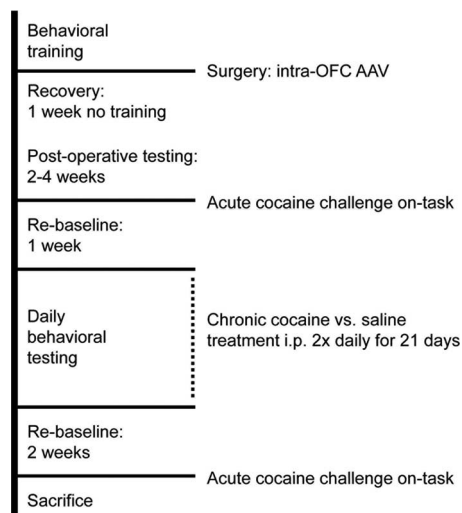 Behavioral
training
Surgery: intra-OFC AAV
Recovery:
1 week no training
Post-operative testing:
2-4 weeks
Acute cocaine challenge on-task
Re-baseline:
1 week
Daily
behavioral
testing
Chronic cocaine vs. saline
treatment i.p. 2x daily for 21 days
Re-baseline:
2 weeks
Acute cocaine challenge on-task
Sacrifice